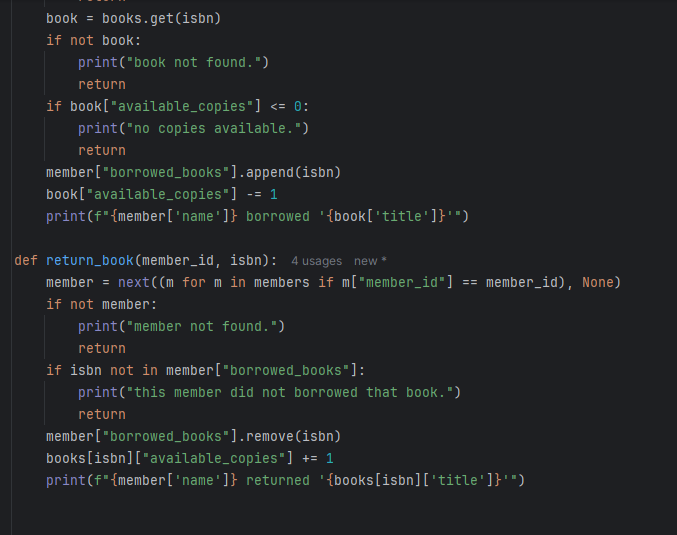 return
    book = books.get(isbn)
    if not book:
        print("book not found.")
        return
    if book["available_copies"] <= 0:
        print("no copies available.")
        return
    member["borrowed_books"].append(isbn)
    book["available_copies"] -= 1
    print(f"{member['name']} borrowed '{book['title']}'")
def return_book(member_id, isbn): 4 usages new *
    member = next((m for m in members if m["member_id"] == member_id), None)
    if not member:
        print("member not found.")
        return
    if isbn not in member["borrowed_books"]:
        print("this member did not borrowed that book.")
        return
    member["borrowed_books"].remove(isbn)
    books[isbn]["available_copies"] += 1
    print(f"{member['name']} returned '{books[isbn]['title']}'")